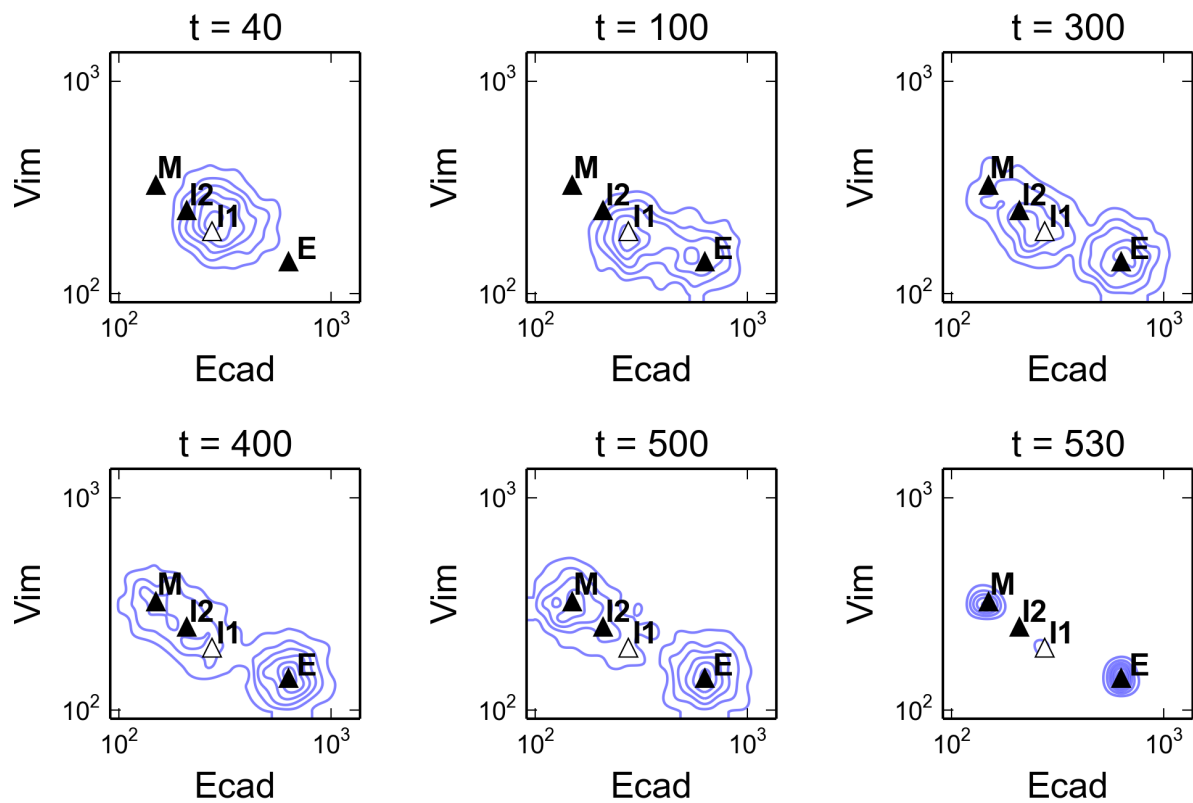 t = 40
10³
Vim
M
I2
I1
E
10²
10² 10³
Ecad
t = 100
10³
Vim
M
I2
I1
E
10²
10² 10³
Ecad
t = 300
10³
Vim
M
I2
I1
E
10²
10² 10³
Ecad
t = 400
10³
Vim
M
I2
I1
E
10²
10² 10³
Ecad
t = 500
10³
Vim
M
I2
I1
E
10²
10² 10³
Ecad
t = 530
10³
Vim
M
I2
I1
E
10²
10² 10³
Ecad